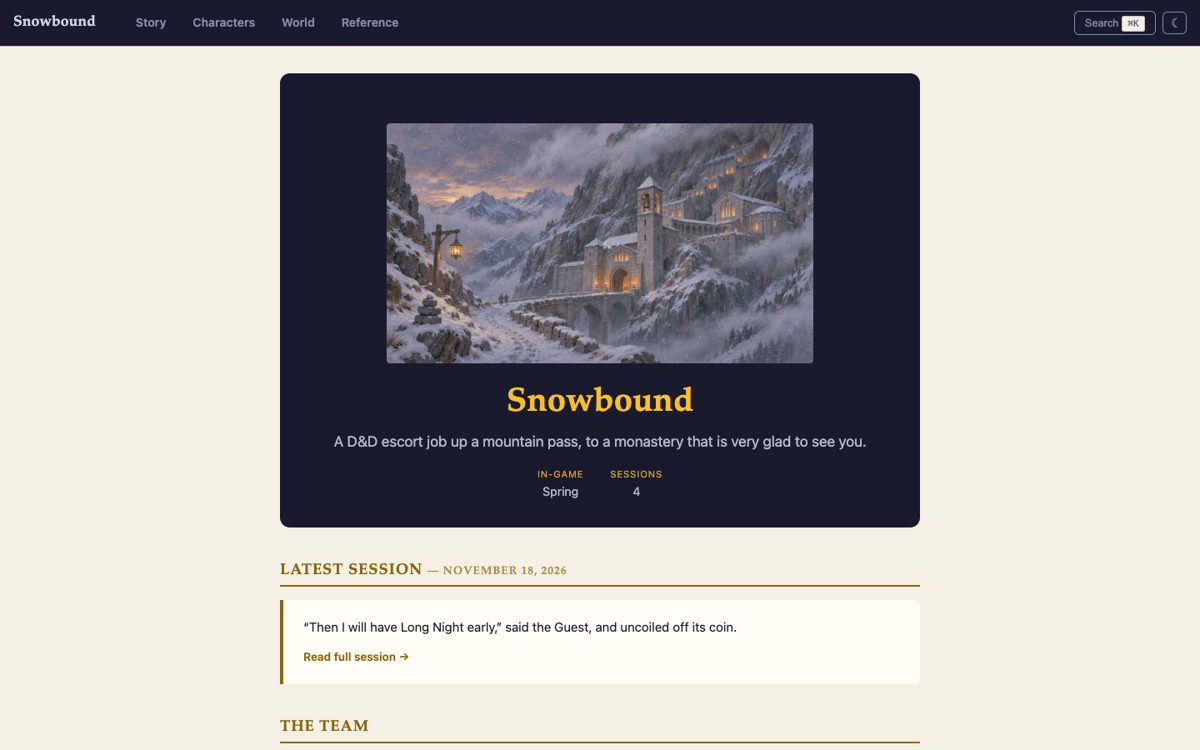 Snowbound
Story
Characters
World
Reference
Search ⌘K
Snowbound
A D&D escort job up a mountain pass, to a monastery that is very glad to see you.
IN-GAME
Spring
SESSIONS
4
LATEST SESSION — NOVEMBER 18, 2026
“Then I will have Long Night early,” said the Guest, and uncoiled off its coin.
Read full session →
THE TEAM